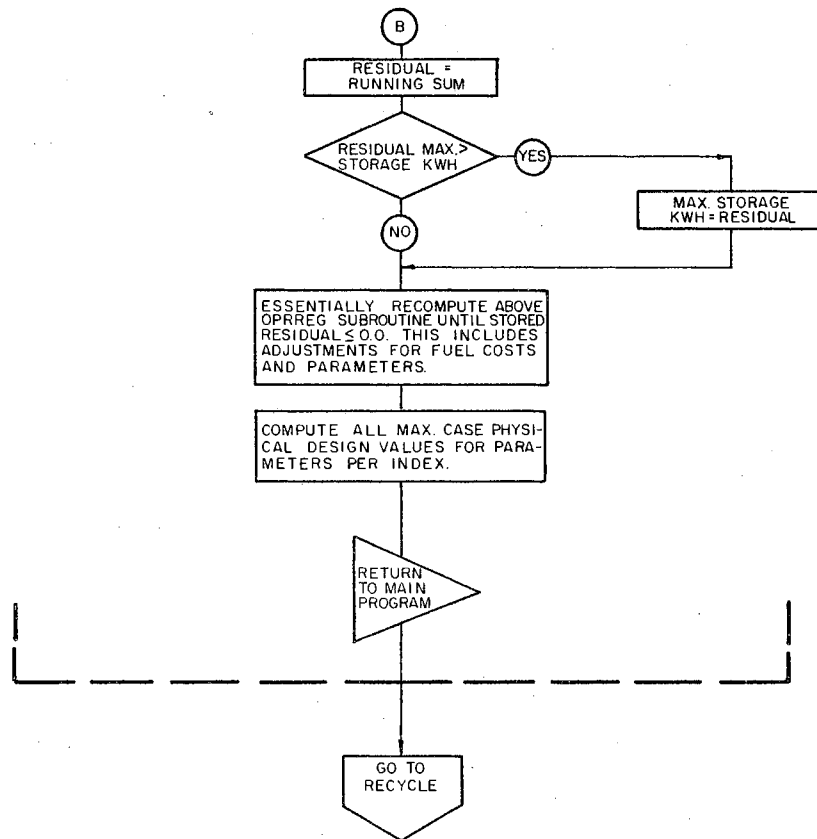 B
RESIDUAL =
RUNNING SUM
RESIDUAL MAX.>
STORAGE KWH
YES
MAX. STORAGE
KWH = RESIDUAL
NO
ESSENTIALLY RECOMPUTE ABOVE
OPRREG SUBROUTINE UNTIL STORED
RESIDUAL ≤ 0.0. THIS INCLUDES
ADJUSTMENTS FOR FUEL COSTS
AND PARAMETERS.
COMPUTE ALL MAX. CASE PHYSI-
CAL DESIGN VALUES FOR PARA-
METERS PER INDEX.
RETURN
TO MAIN
PROGRAM
GO TO
RECYCLE